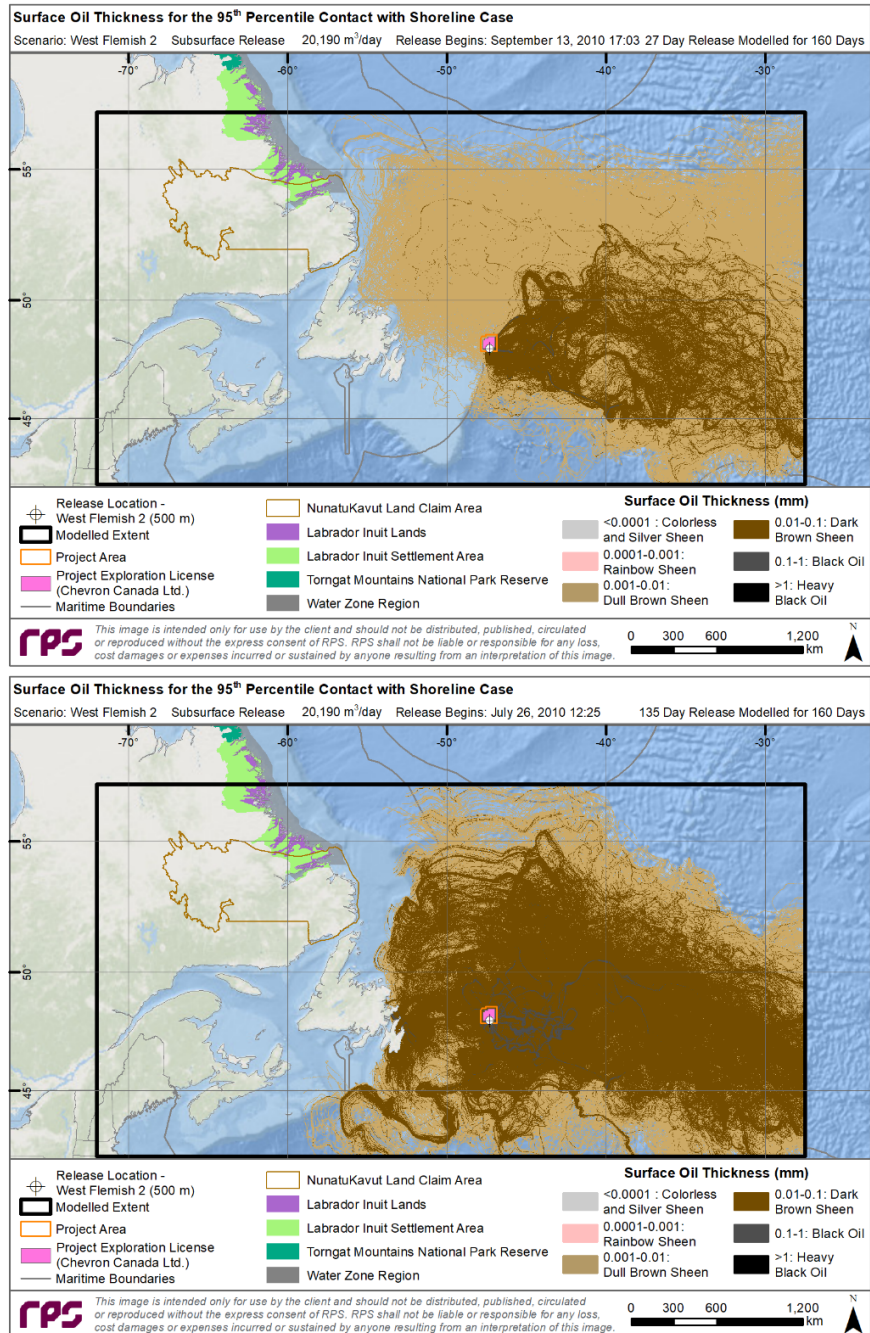 Surface Oil Thickness for the 95th Percentile Contact with Shoreline Case
Scenario: West Flemish 2 Subsurface Release 20,190 m3/day Release Begins: September 13, 2010 17:03 27 Day Release Modelled for 160 Days
-70° -60° -50° -40° -30°
55°
50°
45°
Release Location -
West Flemish 2 (500 m)
Modelled Extent
Project Area
Project Exploration License
(Chevron Canada Ltd.)
Maritime Boundaries
NunatuKavut Land Claim Area
Labrador Inuit Lands
Labrador Inuit Settlement Area
Torngat Mountains National Park Reserve
Water Zone Region
Surface Oil Thickness (mm)
<0.0001 : Colorless
and Silver Sheen
0.0001-0.001:
Rainbow Sheen
0.001-0.01:
Dull Brown Sheen
0.01-0.1: Dark
Brown Sheen
0.1-1: Black Oil
>1: Heavy
Black Oil
rps
This image is intended only for use by the client and should not be distributed, published, circulated
or reproduced without the express consent of RPS. RPS shall not be liable or responsible for any loss,
cost damages or expenses incurred or sustained by anyone resulting from an interpretation of this image.
0 300 600 1,200
km
N
Surface Oil Thickness for the 95th Percentile Contact with Shoreline Case
Scenario: West Flemish 2 Subsurface Release 20,190 m3/day Release Begins: July 26, 2010 12:25 135 Day Release Modelled for 160 Days
-70° -60° -50° -40° -30°
55°
50°
45°
Release Location -
West Flemish 2 (500 m)
Modelled Extent
Project Area
Project Exploration License
(Chevron Canada Ltd.)
Maritime Boundaries
NunatuKavut Land Claim Area
Labrador Inuit Lands
Labrador Inuit Settlement Area
Torngat Mountains National Park Reserve
Water Zone Region
Surface Oil Thickness (mm)
<0.0001 : Colorless
and Silver Sheen
0.0001-0.001:
Rainbow Sheen
0.001-0.01:
Dull Brown Sheen
0.01-0.1: Dark
Brown Sheen
0.1-1: Black Oil
>1: Heavy
Black Oil
rps
This image is intended only for use by the client and should not be distributed, published, circulated
or reproduced without the express consent of RPS. RPS shall not be liable or responsible for any loss,
cost damages or expenses incurred or sustained by anyone resulting from an interpretation of this image.
0 300 600 1,200
km
N